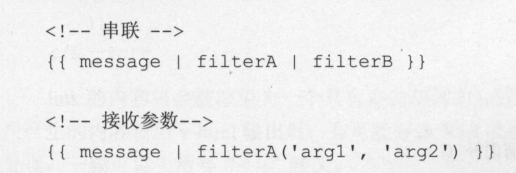 <!-- 串联 -->
{{ message | filterA | filterB }}
<!-- 接收参数-->
{{ message | filterA('arg1', 'arg2') }}